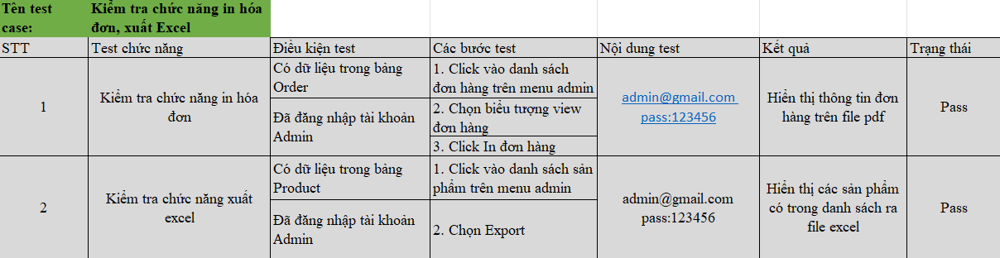 Tên test
case:
Kiểm tra chức năng in hóa
đơn, xuất Excel
STT
Test chức năng
Điều kiện test
Các bước test
Nội dung test
Kết quả
Trạng thái
1
Kiểm tra chức năng in hóa
đơn
Có dữ liệu trong bảng
Order
Đã đăng nhập tài khoản
Admin
1. Click vào danh sách
đơn hàng trên menu admin
2. Chọn biểu tượng view
đơn hàng
3. Click In đơn hàng
admin@gmail.com
pass:123456
Hiển thị thông tin đơn
hàng trên file pdf
Pass
2
Kiểm tra chức năng xuất
excel
Có dữ liệu trong bảng
Product
Đã đăng nhập tài khoản
Admin
1. Click vào danh sách sản
phẩm trên menu admin
2. Chọn Export
admin@gmail.com
pass:123456
Hiển thị các sản phẩm
có trong danh sách ra
file excel
Pass